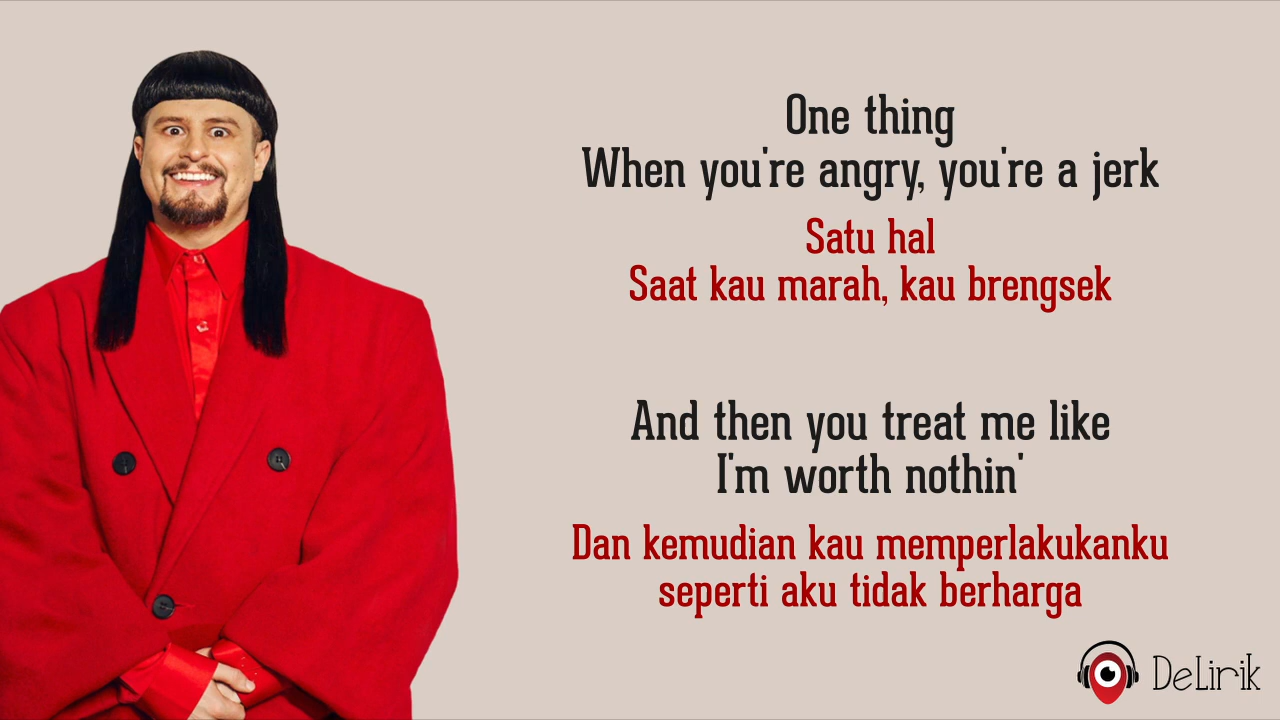 One thing
When you're angry, you're a jerk
Satu hal
Saat kau marah, kau brengsek
And then you treat me like
I'm worth nothin'
Dan kemudian kau memperlakukanku
seperti aku tidak berharga
DeLirik